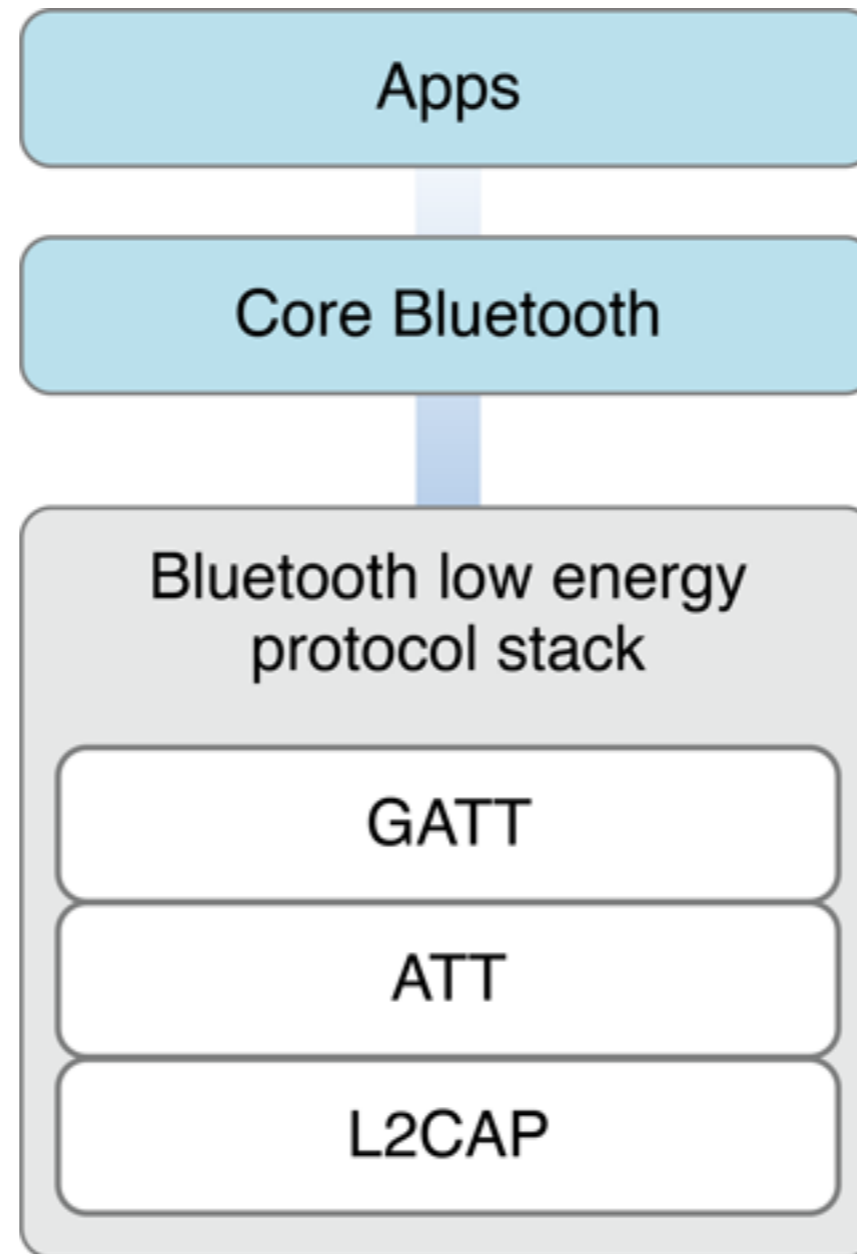 Apps
Core Bluetooth
Bluetooth low energy
protocol stack
GATT
ATT
L2CAP